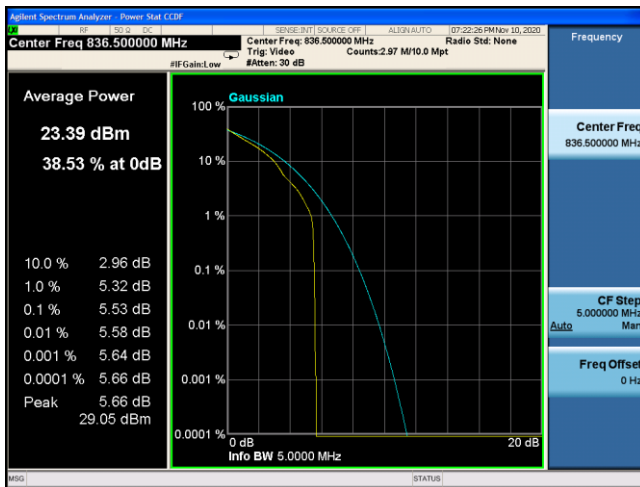 Agilent Spectrum Analyzer - Power Stat CCDF
RF 50 Ω DC SENSE:INT SOURCE OFF ALIGN AUTO 07:22:26 PM Nov 10, 2020
Center Freq 836.500000 MHz
Center Freq: 836.500000 MHz Radio Std: None
Trig: Video Counts:2.97 M/10.0 Mpt
#IFGain:Low #Atten: 30 dB
Frequency
Average Power
23.39 dBm
38.53 % at 0dB
10.0 % 2.96 dB
1.0 % 5.32 dB
0.1 % 5.53 dB
0.01 % 5.58 dB
0.001 % 5.64 dB
0.0001 % 5.66 dB
Peak 5.66 dB
29.05 dBm
Gaussian
100 %
10 %
1 %
0.1 %
0.01 %
0.001 %
0.0001 %
0 dB 20 dB
Info BW 5.0000 MHz
Center Freq
836.500000 MHz
CF Step
5.000000 MHz
Auto Man
Freq Offset
0 Hz
MSG STATUS